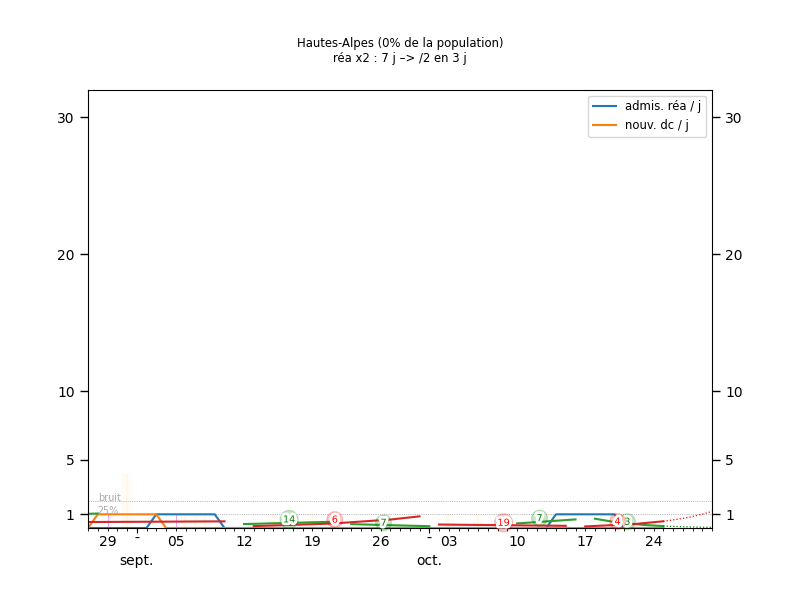 Hautes-Alpes (0% de la population)
réa x2 : 7 j –> /2 en 3 j
admis. réa / j
nouv. dc / j
30 30
20 20
10 10
5 5
bruit
25%
1 1
14 6 7 19 7 4 3
29 - 05 12 19 26 - 03 10 17 24
sept. oct.